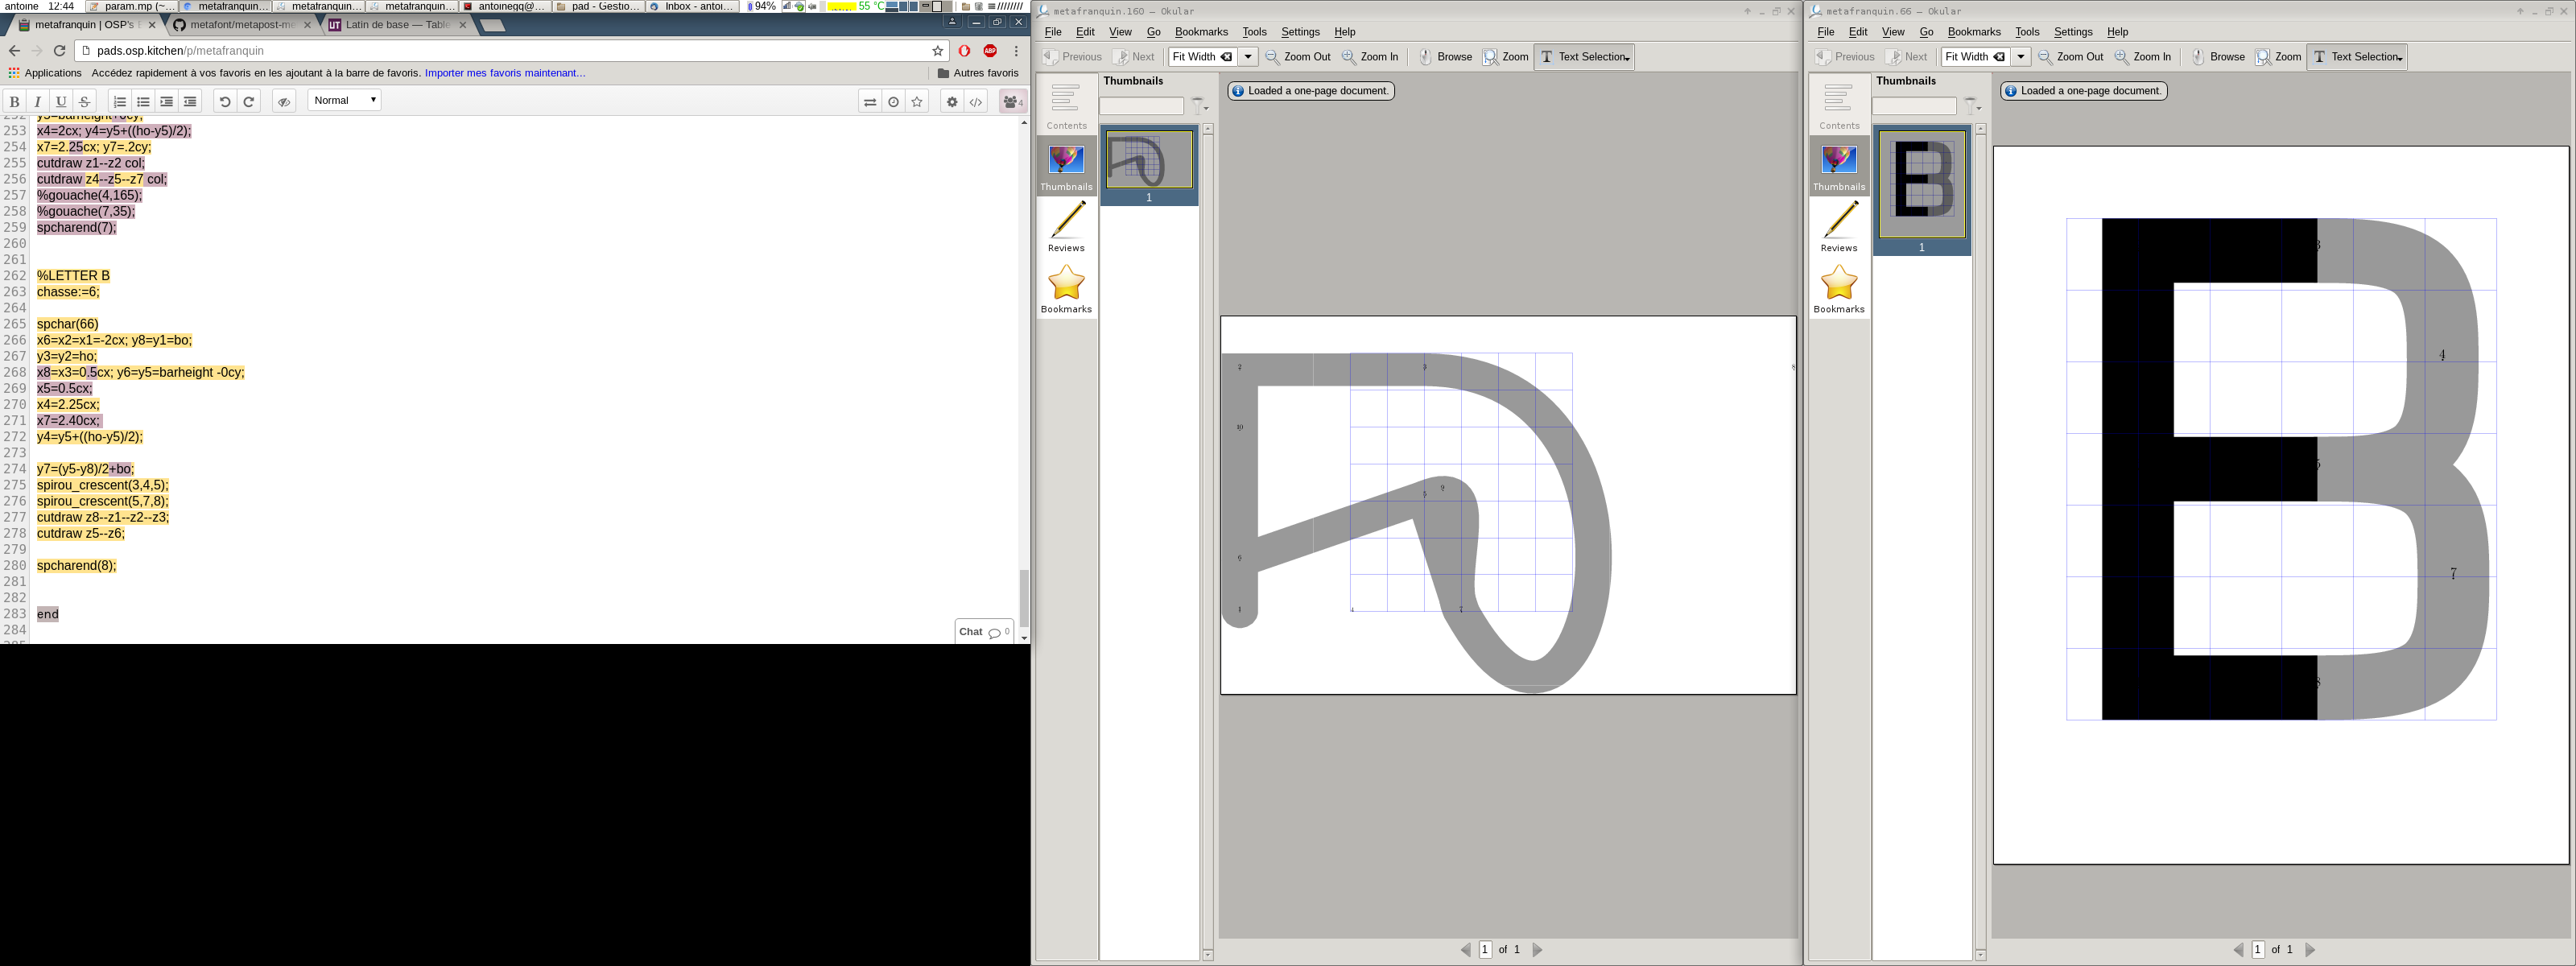 antoine 12:44 param.mp (~... metafranquin... metafranquin... metafranquin... antoinegg@... pad - Gestio... Inbox - antoi... 94% 55 °C
metafranquin | OSP's metafont/metapost-me Latin de base — Table
pads.osp.kitchen/p/metafranquin
Applications Accédez rapidement à vos favoris en les ajoutant à la barre de favoris. Importer mes favoris maintenant... Autres favoris
B I U S Normal 4
252 y5=barheight+0cy;
253 x4=2cx; y4=y5+((ho-y5)/2);
254 x7=2.25cx; y7=.2cy;
255 cutdraw z1--z2 col;
256 cutdraw z4--z5--z7 col;
257 %gouache(4,165);
258 %gouache(7,35);
259 spcharend(7);
260
261
262 %LETTER B
263 chasse:=6;
264
265 spchar(66)
266 x6=x2=x1=-2cx; y8=y1=bo;
267 y3=y2=ho;
268 x8=x3=0.5cx; y6=y5=barheight -0cy;
269 x5=0.5cx;
270 x4=2.25cx;
271 x7=2.40cx;
272 y4=y5+((ho-y5)/2);
273
274 y7=(y5-y8)/2+bo;
275 spirou_crescent(3,4,5);
276 spirou_crescent(5,7,8);
277 cutdraw z8--z1--z2--z3;
278 cutdraw z5--z6;
279
280 spcharend(8);
281
282
283 end
284
Chat 0
metafranquin.160 – Okular
File Edit View Go Bookmarks Tools Settings Help
Previous Next Fit Width Zoom Out Zoom In Browse Zoom Text Selection
Contents
Thumbnails
Reviews
Bookmarks
Thumbnails
1
Loaded a one-page document.
2 3
10
5 9
6
1 4 7
1 of 1
metafranquin.66 – Okular
File Edit View Go Bookmarks Tools Settings Help
Previous Next Fit Width Zoom Out Zoom In Browse Zoom Text Selection
Contents
Thumbnails
Reviews
Bookmarks
Thumbnails
B
1
Loaded a one-page document.
B
3
4
5
7
8
1 of 1